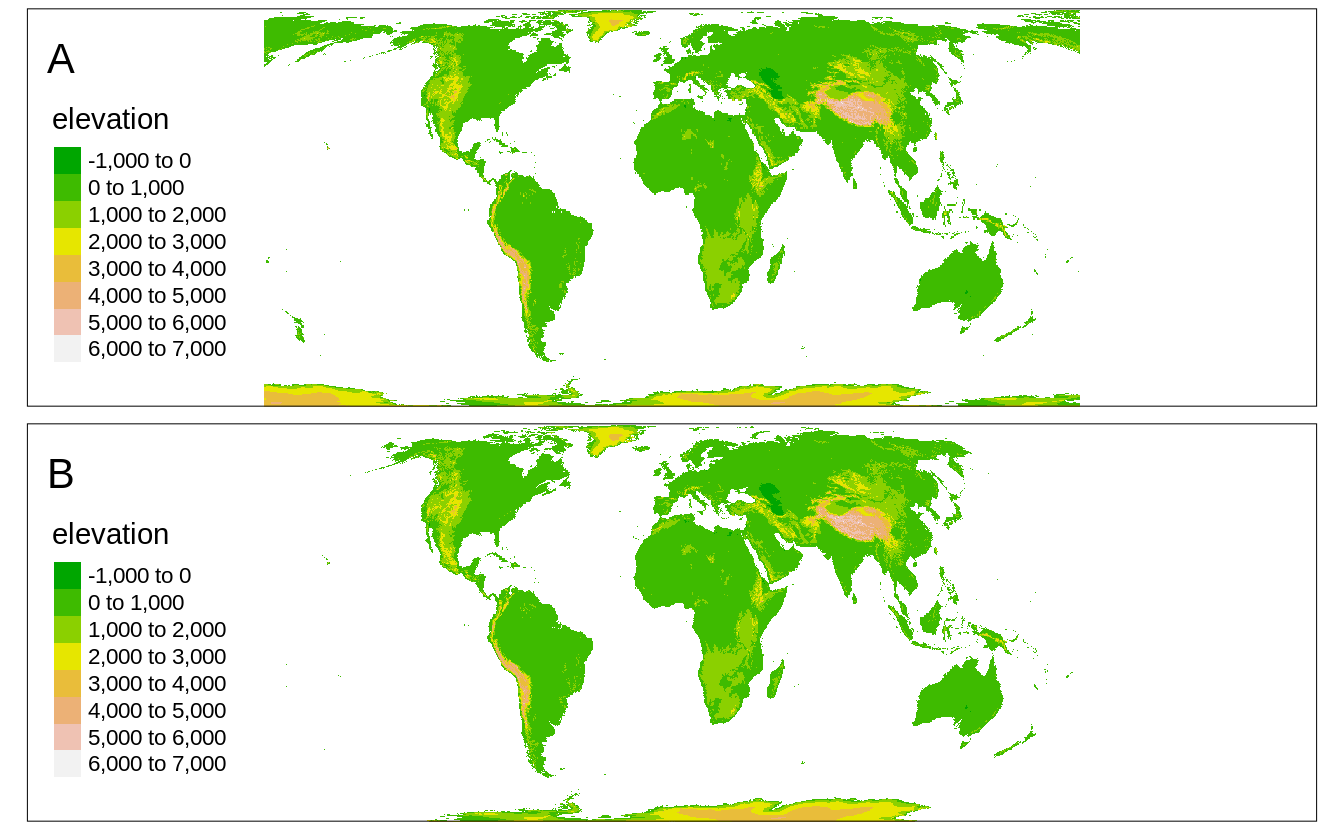 A
elevation
-1,000 to 0
0 to 1,000
1,000 to 2,000
2,000 to 3,000
3,000 to 4,000
4,000 to 5,000
5,000 to 6,000
6,000 to 7,000
B
elevation
-1,000 to 0
0 to 1,000
1,000 to 2,000
2,000 to 3,000
3,000 to 4,000
4,000 to 5,000
5,000 to 6,000
6,000 to 7,000